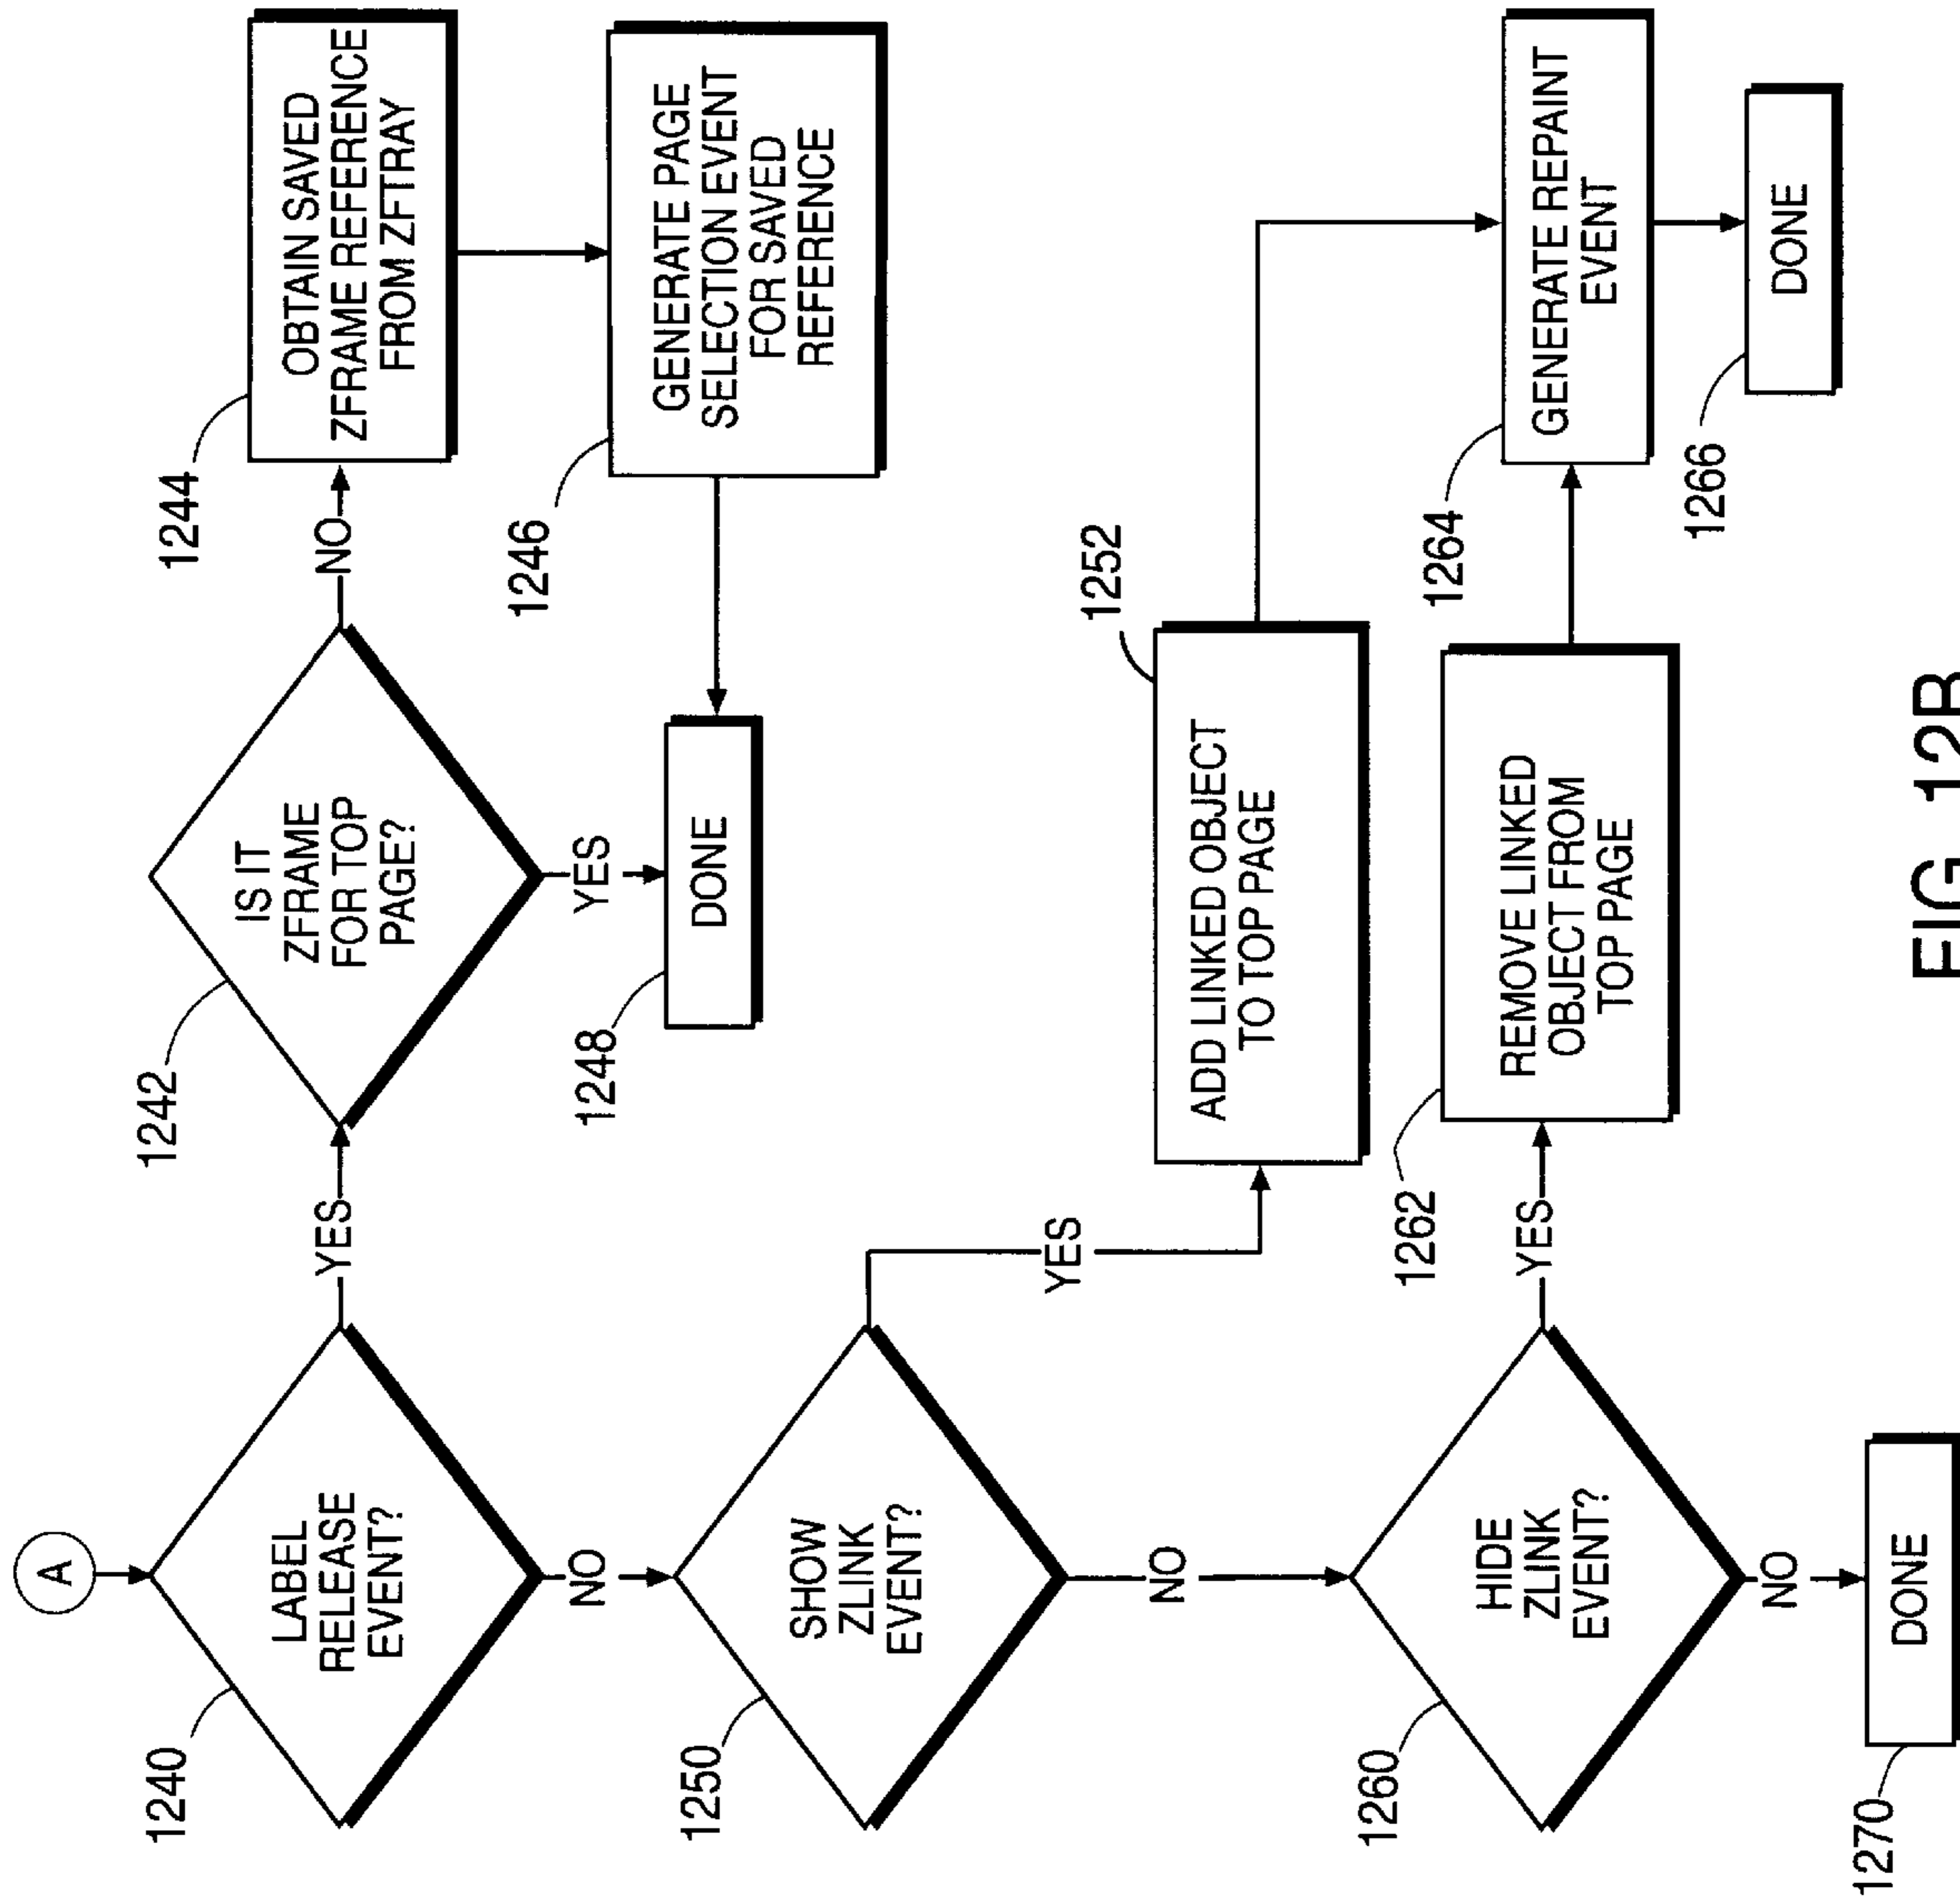 A
1240
LABEL
RELEASE
EVENT?
YES
NO
1242
IS IT
ZFRAME
FOR TOP
PAGE?
NO
YES
1244
OBTAIN SAVED
ZFRAME REFERENCE
FROM ZFTRAY
1246
GENERATE PAGE
SELECTION EVENT
FOR SAVED
REFERENCE
1248
DONE
1250
SHOW
ZLINK
EVENT?
YES
NO
1252
ADD LINKED OBJECT
TO TOP PAGE
1260
HIDE
ZLINK
EVENT?
YES
NO
1262
REMOVE LINKED
OBJECT FROM
TOP PAGE
1264
GENERATE REPAINT
EVENT
1266
DONE
1270
DONE
FIG. 12B